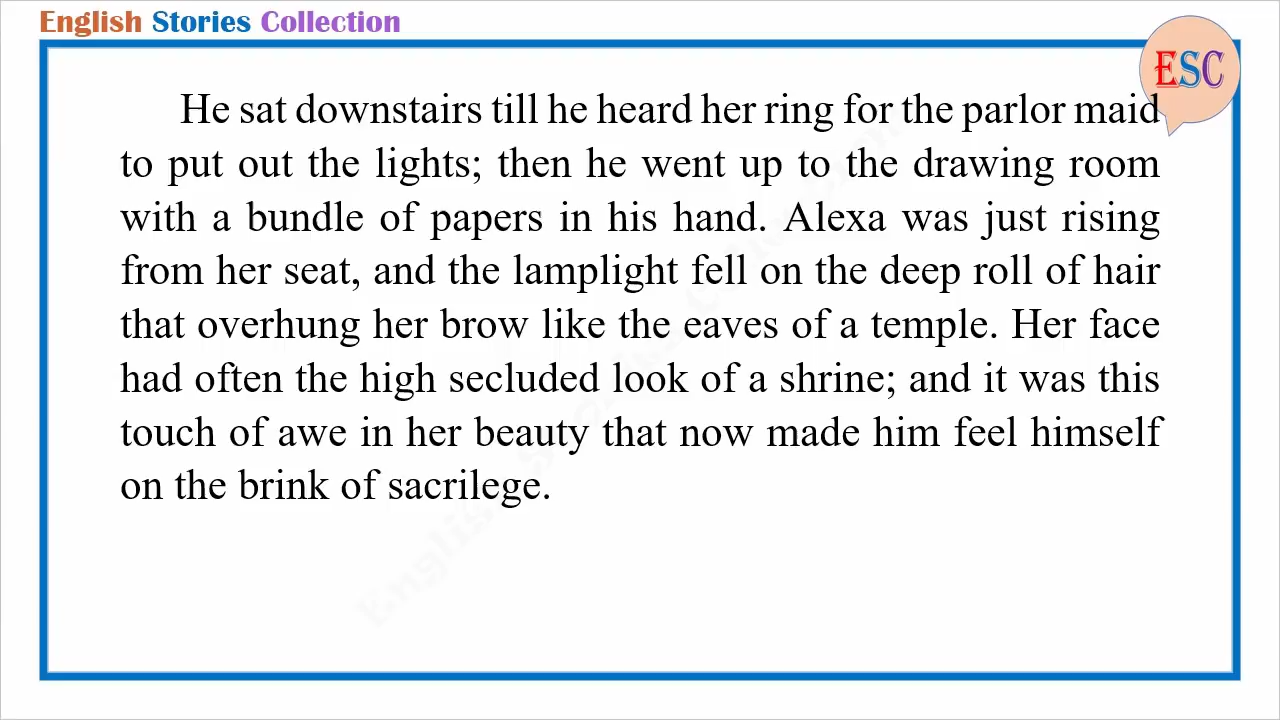 English Stories Collection
ESC
He sat downstairs till he heard her ring for the parlor maid
to put out the lights; then he went up to the drawing room
with a bundle of papers in his hand. Alexa was just rising
from her seat, and the lamplight fell on the deep roll of hair
that overhung her brow like the eaves of a temple. Her face
had often the high secluded look of a shrine; and it was this
touch of awe in her beauty that now made him feel himself
on the brink of sacrilege.